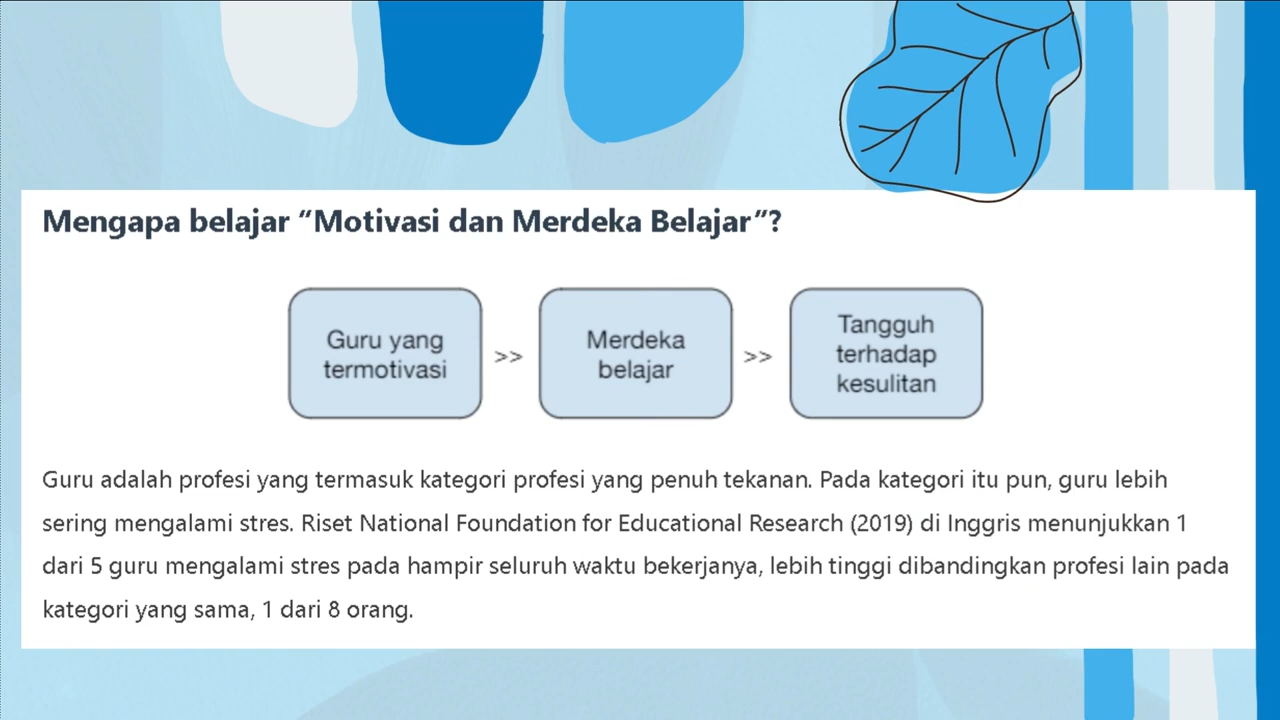 Mengapa belajar “Motivasi dan Merdeka Belajar”?
Guru yang
termotivasi
>>
Merdeka
belajar
>>
Tangguh
terhadap
kesulitan
Guru adalah profesi yang termasuk kategori profesi yang penuh tekanan. Pada kategori itu pun, guru lebih
sering mengalami stres. Riset National Foundation for Educational Research (2019) di Inggris menunjukkan 1
dari 5 guru mengalami stres pada hampir seluruh waktu bekerjanya, lebih tinggi dibandingkan profesi lain pada
kategori yang sama, 1 dari 8 orang.